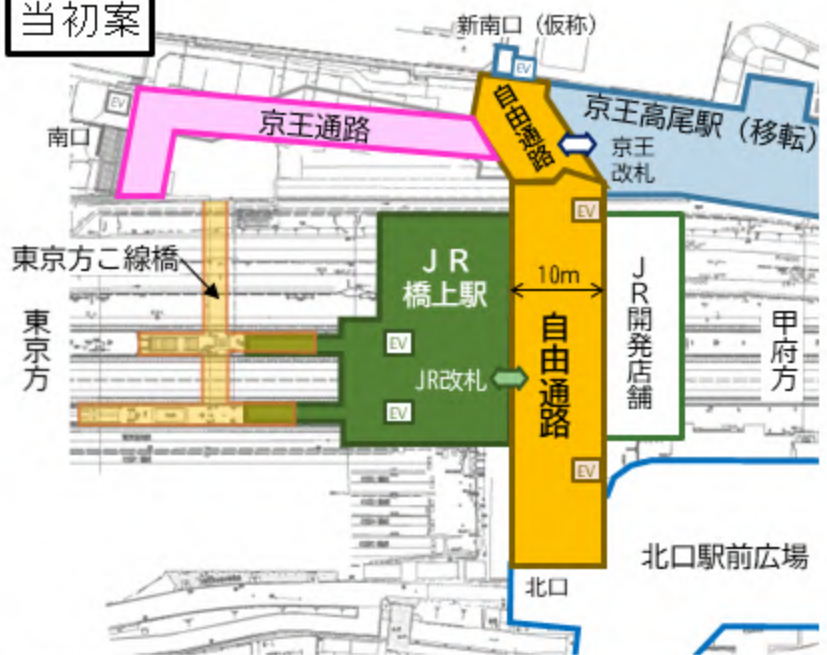 当初案
新南口（仮称）
EV
EV
南口
京王通路
自由通路
京王高尾駅（移転）
京王
改札
EV
東京方こ線橋
ＪＲ
橋上駅
10m
自由通路
ＪＲ開発店舗
東京方
甲府方
EV
JR改札
EV
EV
北口駅前広場
北口